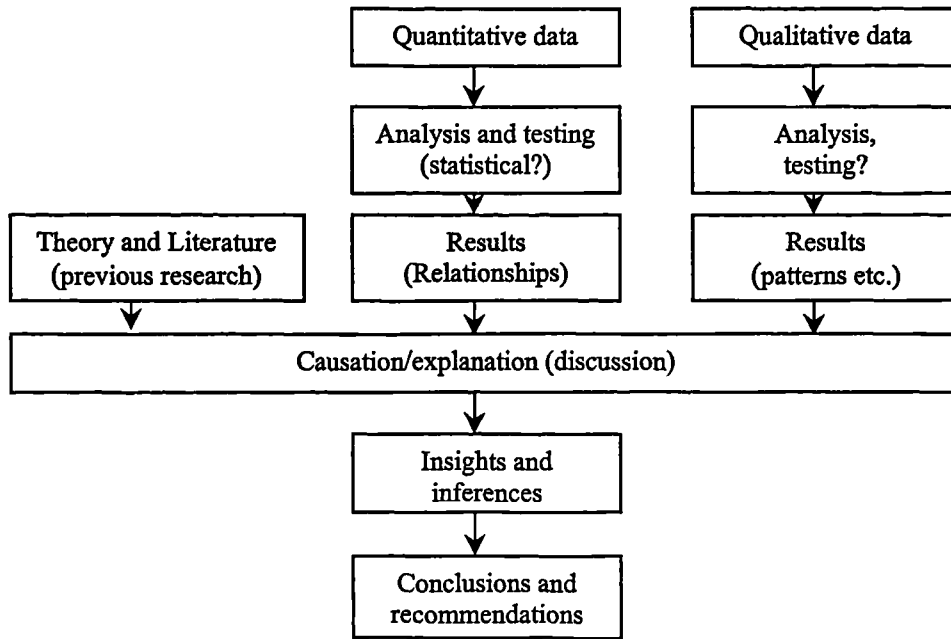 Quantitative data
Qualitative data
Analysis and testing
(statistical?)
Analysis,
testing?
Theory and Literature
(previous research)
Results
(Relationships)
Results
(patterns etc.)
Causation/explanation (discussion)
Insights and
inferences
Conclusions and
recommendations